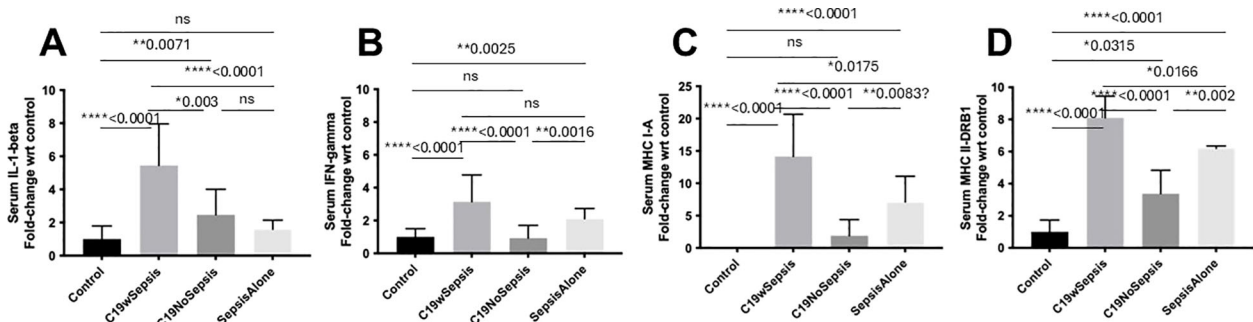 A
ns
**0.0071
****<0.0001
*0.003
ns
****<0.0001
Serum IL-1-beta
Fold-change wrt control
10
8
6
4
2
0
Control
C19wSepsis
C19NoSepsis
SepsisAlone
B
**0.0025
ns
ns
****<0.0001
**0.0016
****<0.0001
Serum IFN-gamma
Fold-change wrt control
10
8
6
4
2
0
Control
C19wSepsis
C19NoSepsis
SepsisAlone
C
****<0.0001
ns
*0.0175
****<0.0001
**0.0083?
****<0.0001
Serum MHC I-A
Fold-change wrt control
25
20
15
10
5
0
Control
C19wSepsis
C19NoSepsis
SepsisAlone
D
****<0.0001
*0.0315
*0.0166
****<0.0001
**0.002
****<0.0001
Serum MHC II-DRB1
Fold-change wrt control
10
8
6
4
2
0
Control
C19wSepsis
C19NoSepsis
SepsisAlone